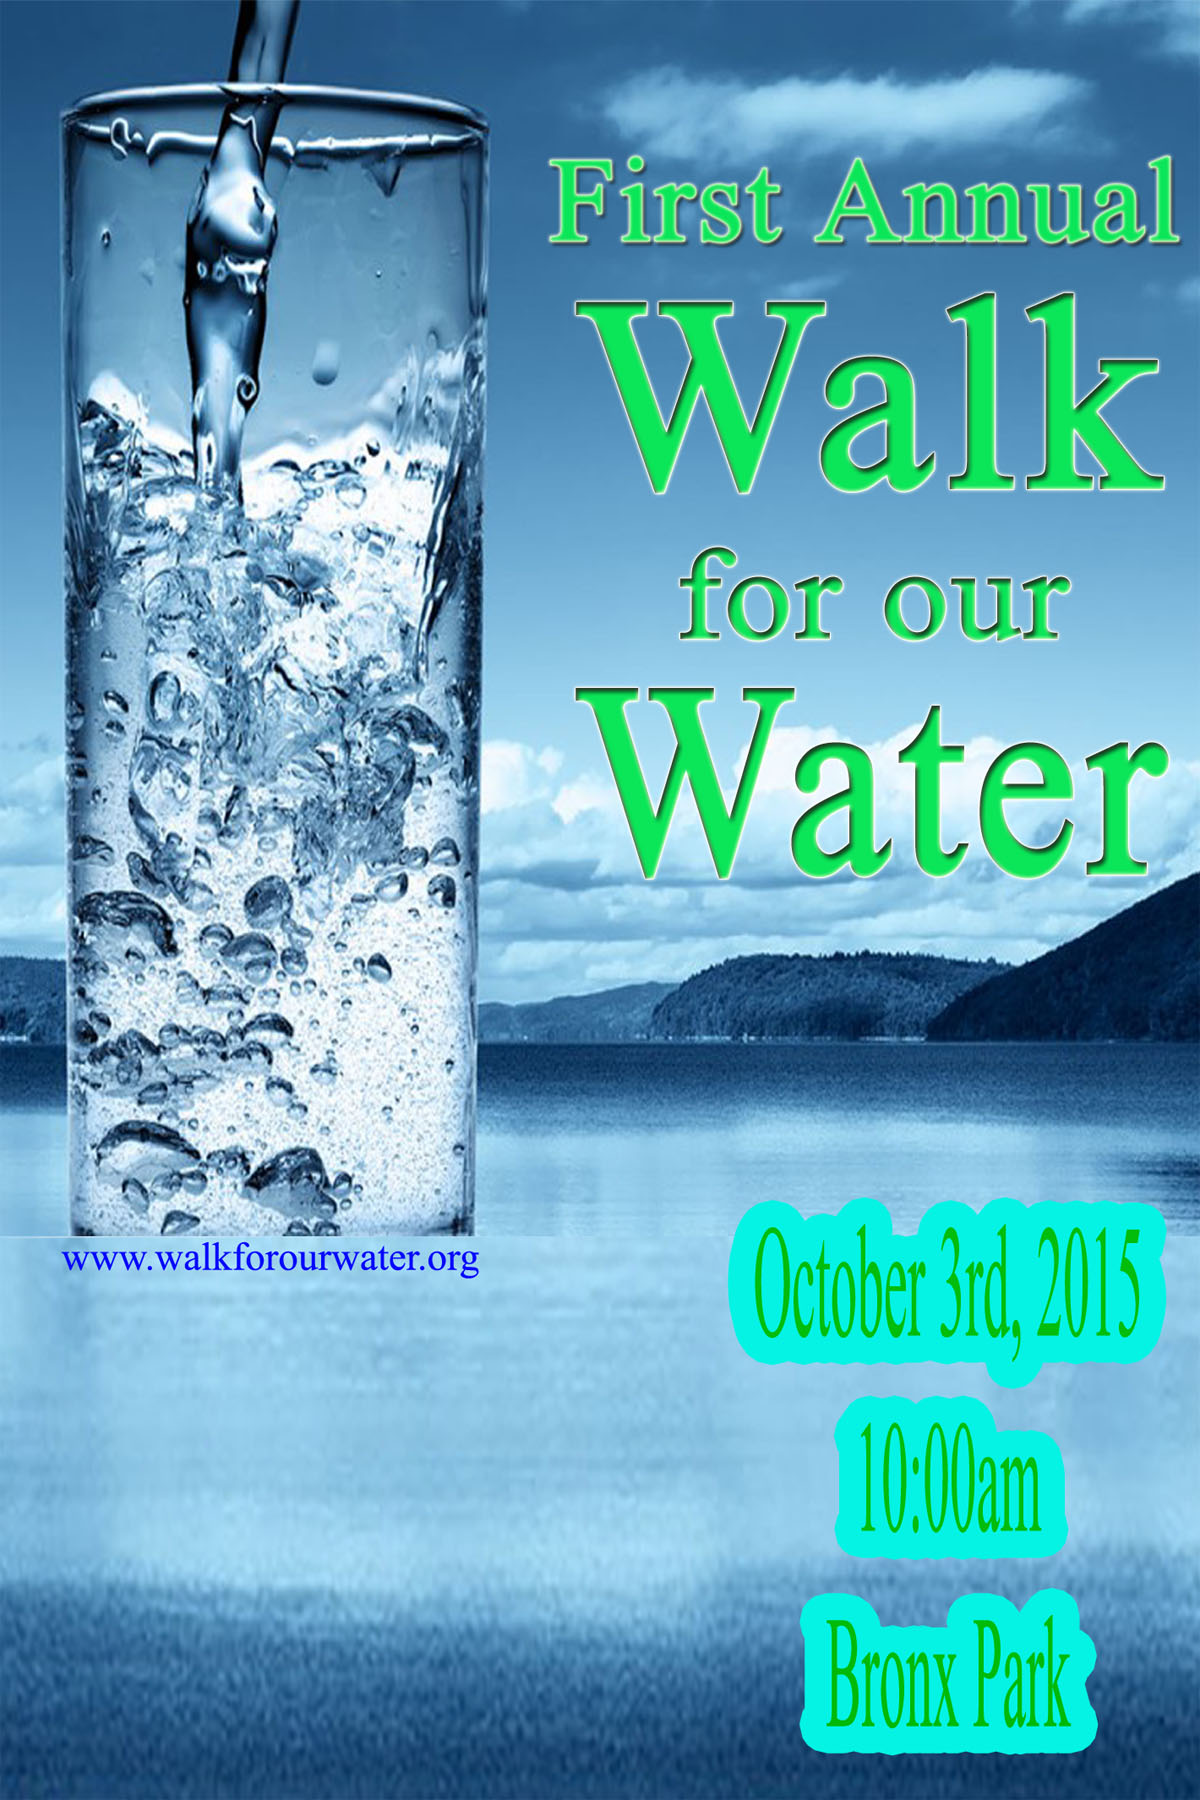 First Annual
Walk
for our
Water
www.walkforourwater.org
October 3rd, 2015
10:00am
Bronx Park